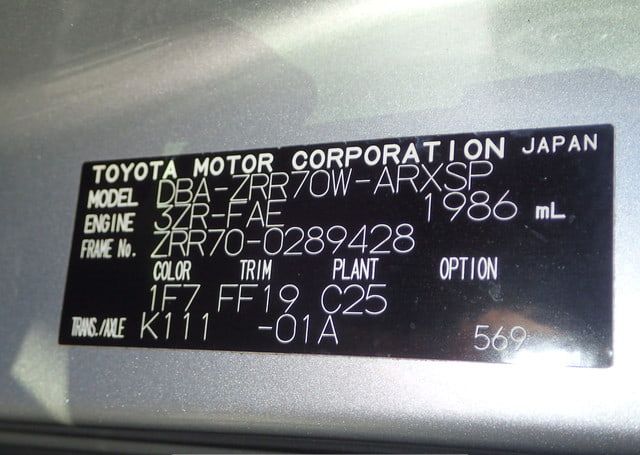 TOYOTA MOTOR CORPORATION JAPAN
MODEL DBA-ZRR70W-ARXSP
ENGINE 3ZR-FAE 1986 mL
FRAME No. ZRR70-0289428
COLOR TRIM PLANT OPTION
1F7 FF19 C25
TRANS./AXLE K111 -01A 569